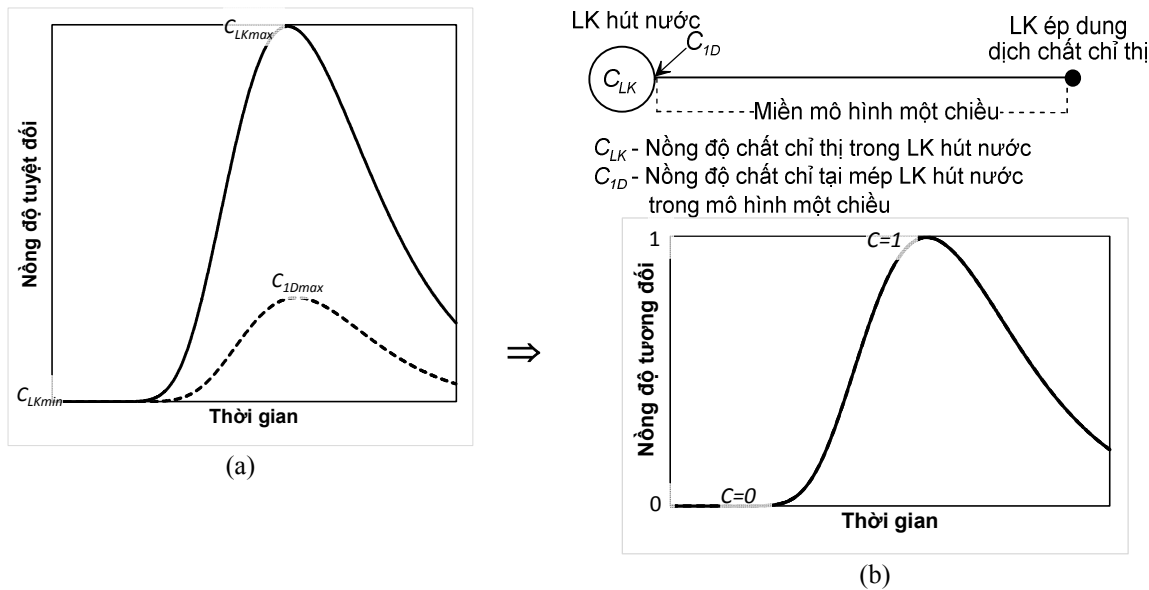 C_LKmax
C_1Dmax
C_LKmin
Nồng độ tuyệt đối
Thời gian
(a)
⇒
LK hút nước
C_1D
C_LK
LK ép dung
dịch chất chỉ thị
Miền mô hình một chiều
C_LK - Nồng độ chất chỉ thị trong LK hút nước
C_1D - Nồng độ chất chỉ tại mép LK hút nước
trong mô hình một chiều
1
C=1
Nồng độ tương đối
0
C=0
Thời gian
(b)